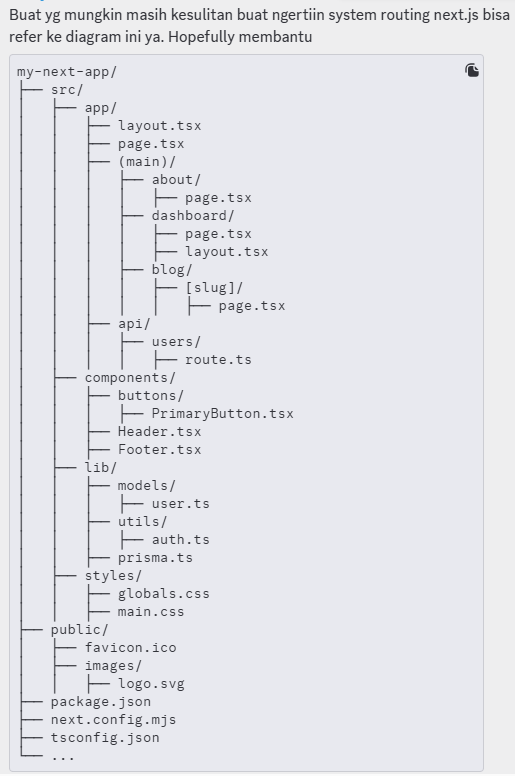 Buat yg mungkin masih kesulitan buat ngertiin system routing next.js bisa
refer ke diagram ini ya. Hopefully membantu
my-next-app/
├── src/
│   ├── app/
│   │   ├── layout.tsx
│   │   ├── page.tsx
│   │   ├── (main)/
│   │   │   ├── about/
│   │   │   │   ├── page.tsx
│   │   │   ├── dashboard/
│   │   │   │   ├── page.tsx
│   │   │   │   ├── layout.tsx
│   │   │   ├── blog/
│   │   │   │   ├── [slug]/
│   │   │   │   │   ├── page.tsx
│   │   ├── api/
│   │   │   ├── users/
│   │   │   │   ├── route.ts
│   ├── components/
│   │   ├── buttons/
│   │   │   ├── PrimaryButton.tsx
│   │   ├── Header.tsx
│   │   ├── Footer.tsx
│   ├── lib/
│   │   ├── models/
│   │   │   ├── user.ts
│   │   ├── utils/
│   │   │   ├── auth.ts
│   │   ├── prisma.ts
│   ├── styles/
│   │   ├── globals.css
│   │   ├── main.css
├── public/
│   ├── favicon.ico
│   ├── images/
│   │   ├── logo.svg
├── package.json
├── next.config.mjs
├── tsconfig.json
└── ...